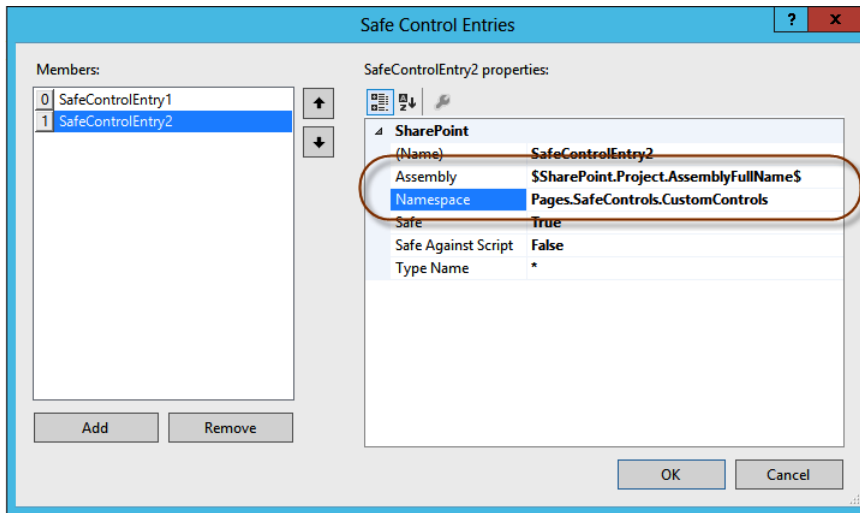 Safe Control Entries
?
x
Members:
0 SafeControlEntry1
1 SafeControlEntry2
Add
Remove
SafeControlEntry2 properties:
SharePoint
(Name) SafeControlEntry2
Assembly $SharePoint.Project.AssemblyFullName$
Namespace Pages.SafeControls.CustomControls
Safe True
Safe Against Script False
Type Name *
OK
Cancel